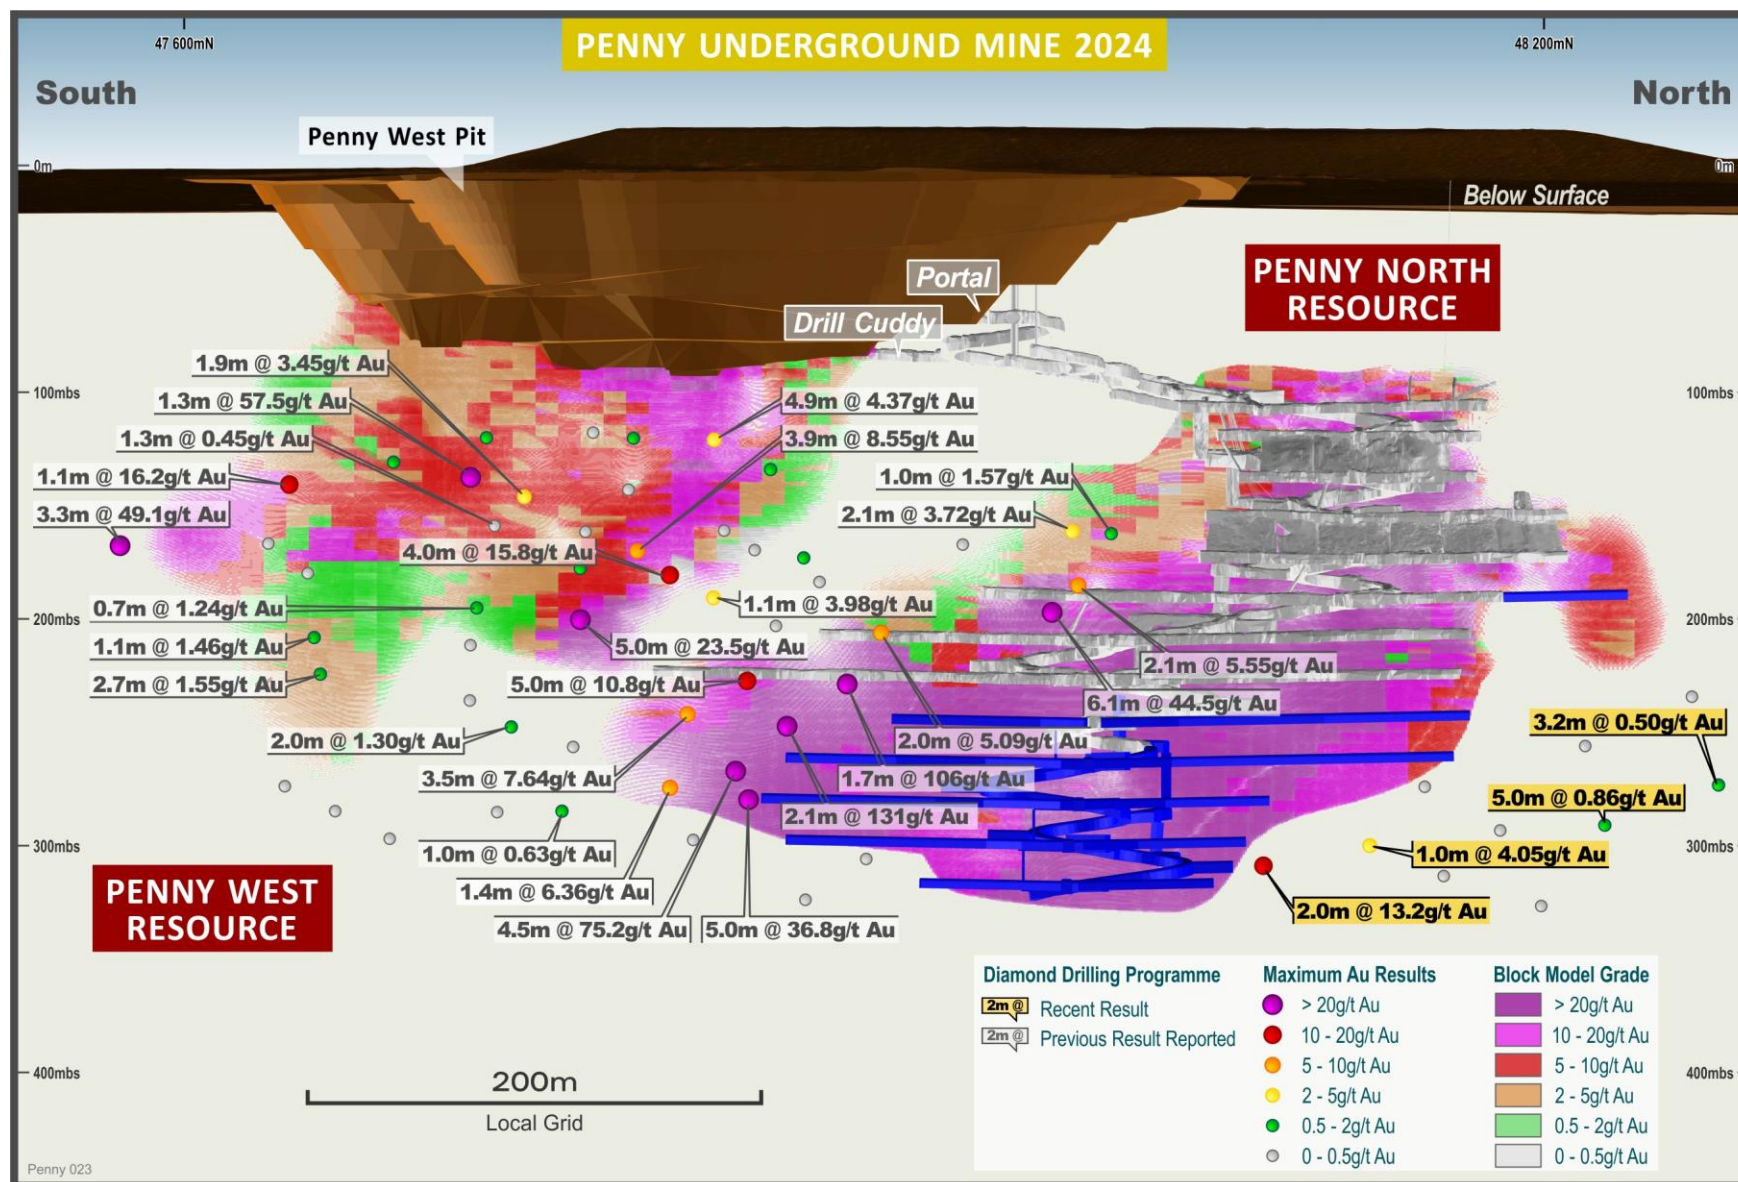 47 600mN
PENNY UNDERGROUND MINE 2024
48 200mN
South
North
Penny West Pit
0m
0m
Below Surface
PENNY NORTH
RESOURCE
Portal
Drill Cuddy
1.9m @ 3.45g/t Au
100mbs
100mbs
1.3m @ 57.5g/t Au
4.9m @ 4.37g/t Au
1.3m @ 0.45g/t Au
3.9m @ 8.55g/t Au
1.1m @ 16.2g/t Au
1.0m @ 1.57g/t Au
3.3m @ 49.1g/t Au
2.1m @ 3.72g/t Au
4.0m @ 15.8g/t Au
0.7m @ 1.24g/t Au
1.1m @ 3.98g/t Au
200mbs
200mbs
1.1m @ 1.46g/t Au
5.0m @ 23.5g/t Au
2.1m @ 5.55g/t Au
2.7m @ 1.55g/t Au
5.0m @ 10.8g/t Au
6.1m @ 44.5g/t Au
3.2m @ 0.50g/t Au
2.0m @ 1.30g/t Au
2.0m @ 5.09g/t Au
3.5m @ 7.64g/t Au
1.7m @ 106g/t Au
5.0m @ 0.86g/t Au
2.1m @ 131g/t Au
300mbs
300mbs
1.0m @ 0.63g/t Au
1.0m @ 4.05g/t Au
PENNY WEST
RESOURCE
1.4m @ 6.36g/t Au
2.0m @ 13.2g/t Au
4.5m @ 75.2g/t Au
5.0m @ 36.8g/t Au
Diamond Drilling Programme
2m @ Recent Result
2m @ Previous Result Reported
Maximum Au Results
> 20g/t Au
10 - 20g/t Au
5 - 10g/t Au
2 - 5g/t Au
0.5 - 2g/t Au
0 - 0.5g/t Au
Block Model Grade
> 20g/t Au
10 - 20g/t Au
5 - 10g/t Au
2 - 5g/t Au
0.5 - 2g/t Au
0 - 0.5g/t Au
400mbs
400mbs
200m
Local Grid
Penny 023